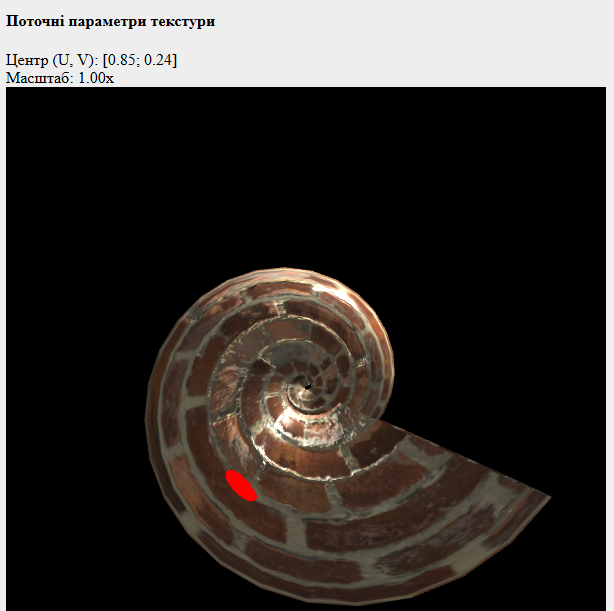 Поточні параметри текстури
Центр (U, V): [0.85; 0.24]
Масштаб: 1.00x